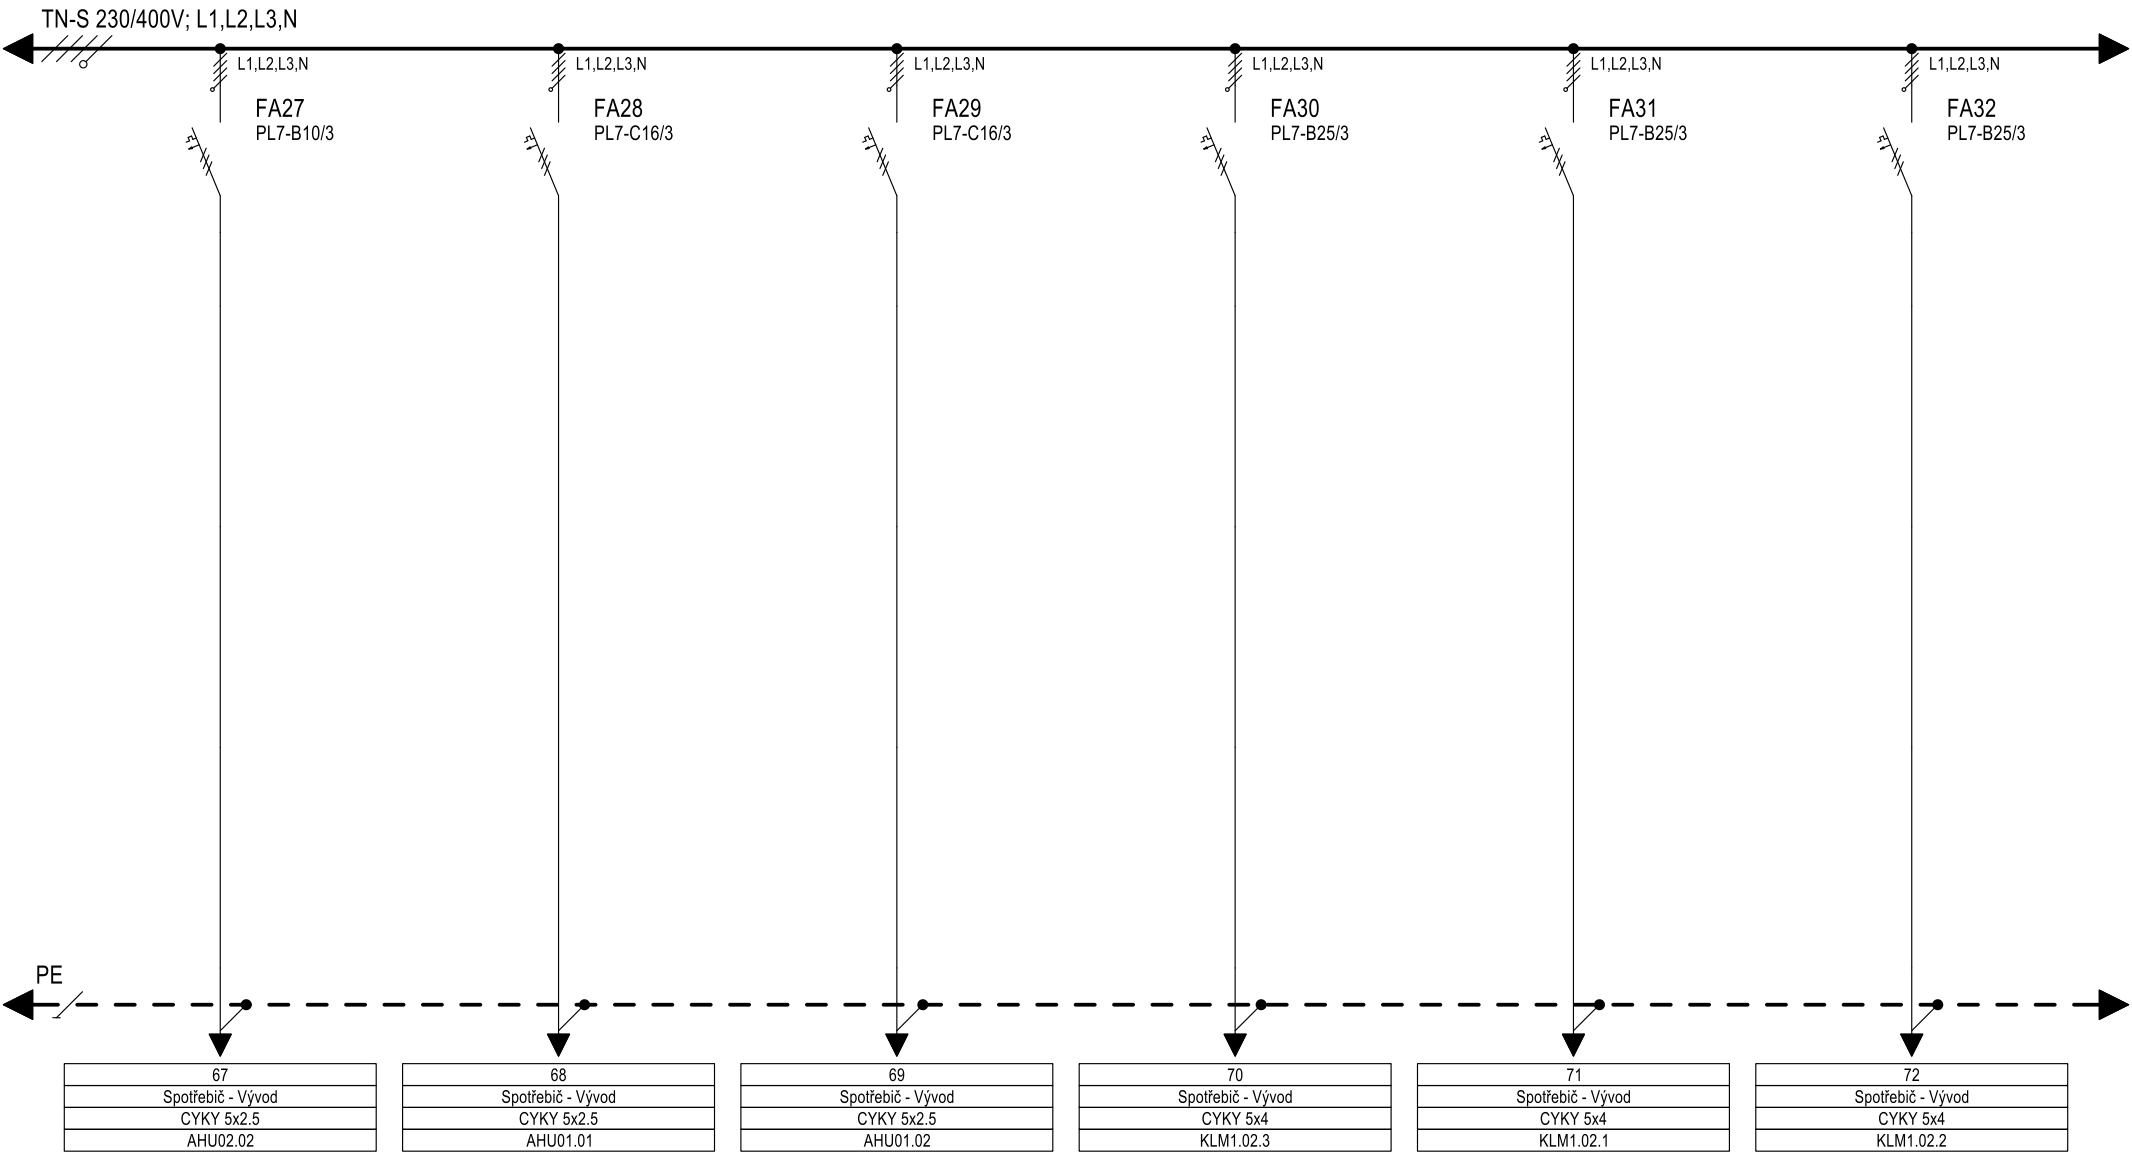 TN-S 230/400V; L1,L2,L3,N
L1,L2,L3,N
L1,L2,L3,N
L1,L2,L3,N
L1,L2,L3,N
L1,L2,L3,N
L1,L2,L3,N
FA27
PL7-B10/3
FA28
PL7-C16/3
FA29
PL7-C16/3
FA30
PL7-B25/3
FA31
PL7-B25/3
FA32
PL7-B25/3
PE
67
Spotřebič - Vývod
CYKY 5x2.5
AHU02.02
68
Spotřebič - Vývod
CYKY 5x2.5
AHU01.01
69
Spotřebič - Vývod
CYKY 5x2.5
AHU01.02
70
Spotřebič - Vývod
CYKY 5x4
KLM1.02.3
71
Spotřebič - Vývod
CYKY 5x4
KLM1.02.1
72
Spotřebič - Vývod
CYKY 5x4
KLM1.02.2